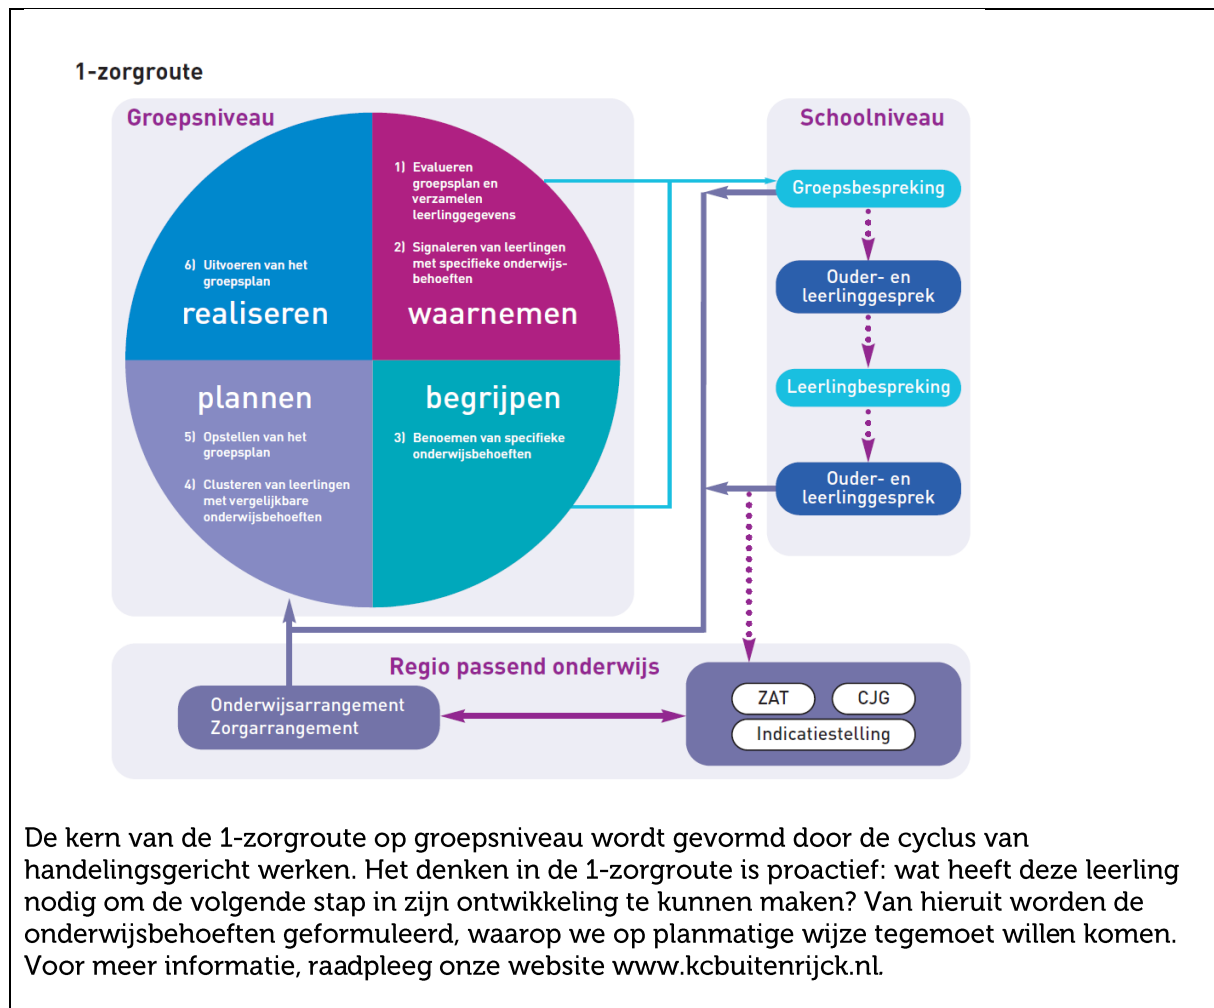 1-zorgroute
Groepsniveau
1) Evalueren
groepsplan en
verzamelen
leerlinggegevens
2) Signaleren van leerlingen
met specifieke onderwijs-
behoeften
waarnemen
6) Uitvoeren van het
groepsplan
realiseren
plannen
5) Opstellen van het
groepsplan
4) Clusteren van leerlingen
met vergelijkbare
onderwijsbehoeften
begrijpen
3) Benoemen van specifieke
onderwijsbehoeften
Schoolniveau
Groepsbespreking
Ouder- en
leerlinggesprek
Leerlingbespreking
Ouder- en
leerlinggesprek
Regio passend onderwijs
Onderwijsarrangement
Zorgarrangement
ZAT
CJG
Indicatiestelling
De kern van de 1-zorgroute op groepsniveau wordt gevormd door de cyclus van
handelingsgericht werken. Het denken in de 1-zorgroute is proactief: wat heeft deze leerling
nodig om de volgende stap in zijn ontwikkeling te kunnen maken? Van hieruit worden de
onderwijsbehoeften geformuleerd, waarop we op planmatige wijze tegemoet willen komen.
Voor meer informatie, raadpleeg onze website www.kcbuitenrijck.nl.